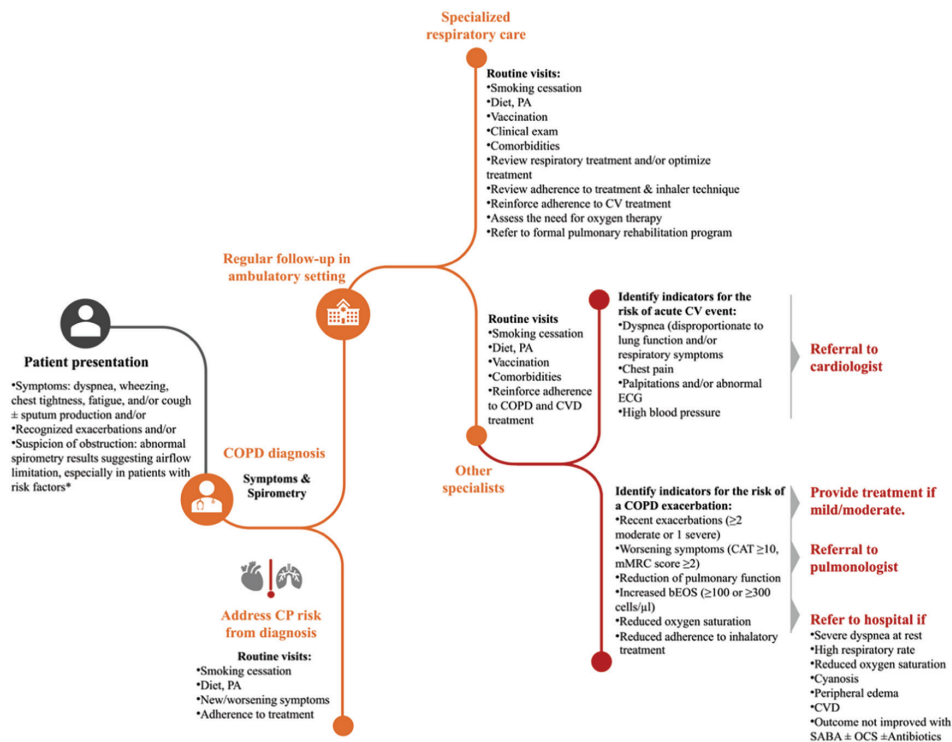 Specialized
respiratory care
Routine visits:
•Smoking cessation
•Diet, PA
•Vaccination
•Clinical exam
•Comorbidities
•Review respiratory treatment and/or optimize
treatment
•Review adherence to treatment & inhaler technique
•Reinforce adherence to CV treatment
•Assess the need for oxygen therapy
•Refer to formal pulmonary rehabilitation program
Regular follow-up in
ambulatory setting
Patient presentation
•Symptoms: dyspnea, wheezing,
chest tightness, fatigue, and/or cough
± sputum production and/or
•Recognized exacerbations and/or
•Suspicion of obstruction: abnormal
spirometry results suggesting airflow
limitation, especially in patients with
risk factors*
COPD diagnosis
Symptoms &
Spirometry
Address CP risk
from diagnosis
Routine visits:
•Smoking cessation
•Diet, PA
•New/worsening symptoms
•Adherence to treatment
Routine visits
•Smoking cessation
•Diet, PA
•Vaccination
•Comorbidities
•Reinforce adherence
to COPD and CVD
treatment
Other
specialists
Identify indicators for the
risk of acute CV event:
•Dyspnea (disproportionate to
lung function and/or
respiratory symptoms
•Chest pain
•Palpitations and/or abnormal
ECG
•High blood pressure
Referral to
cardiologist
Identify indicators for the risk of
a COPD exacerbation:
•Recent exacerbations (≥2
moderate or 1 severe)
•Worsening symptoms (CAT ≥10,
mMRC score ≥2)
•Reduction of pulmonary function
•Increased bEOS (≥100 or ≥300
cells/µl)
•Reduced oxygen saturation
•Reduced adherence to inhalatory
treatment
Provide treatment if
mild/moderate.
Referral to
pulmonologist
Refer to hospital if
•Severe dyspnea at rest
•High respiratory rate
•Reduced oxygen saturation
•Cyanosis
•Peripheral edema
•CVD
•Outcome not improved with
SABA ± OCS ±Antibiotics